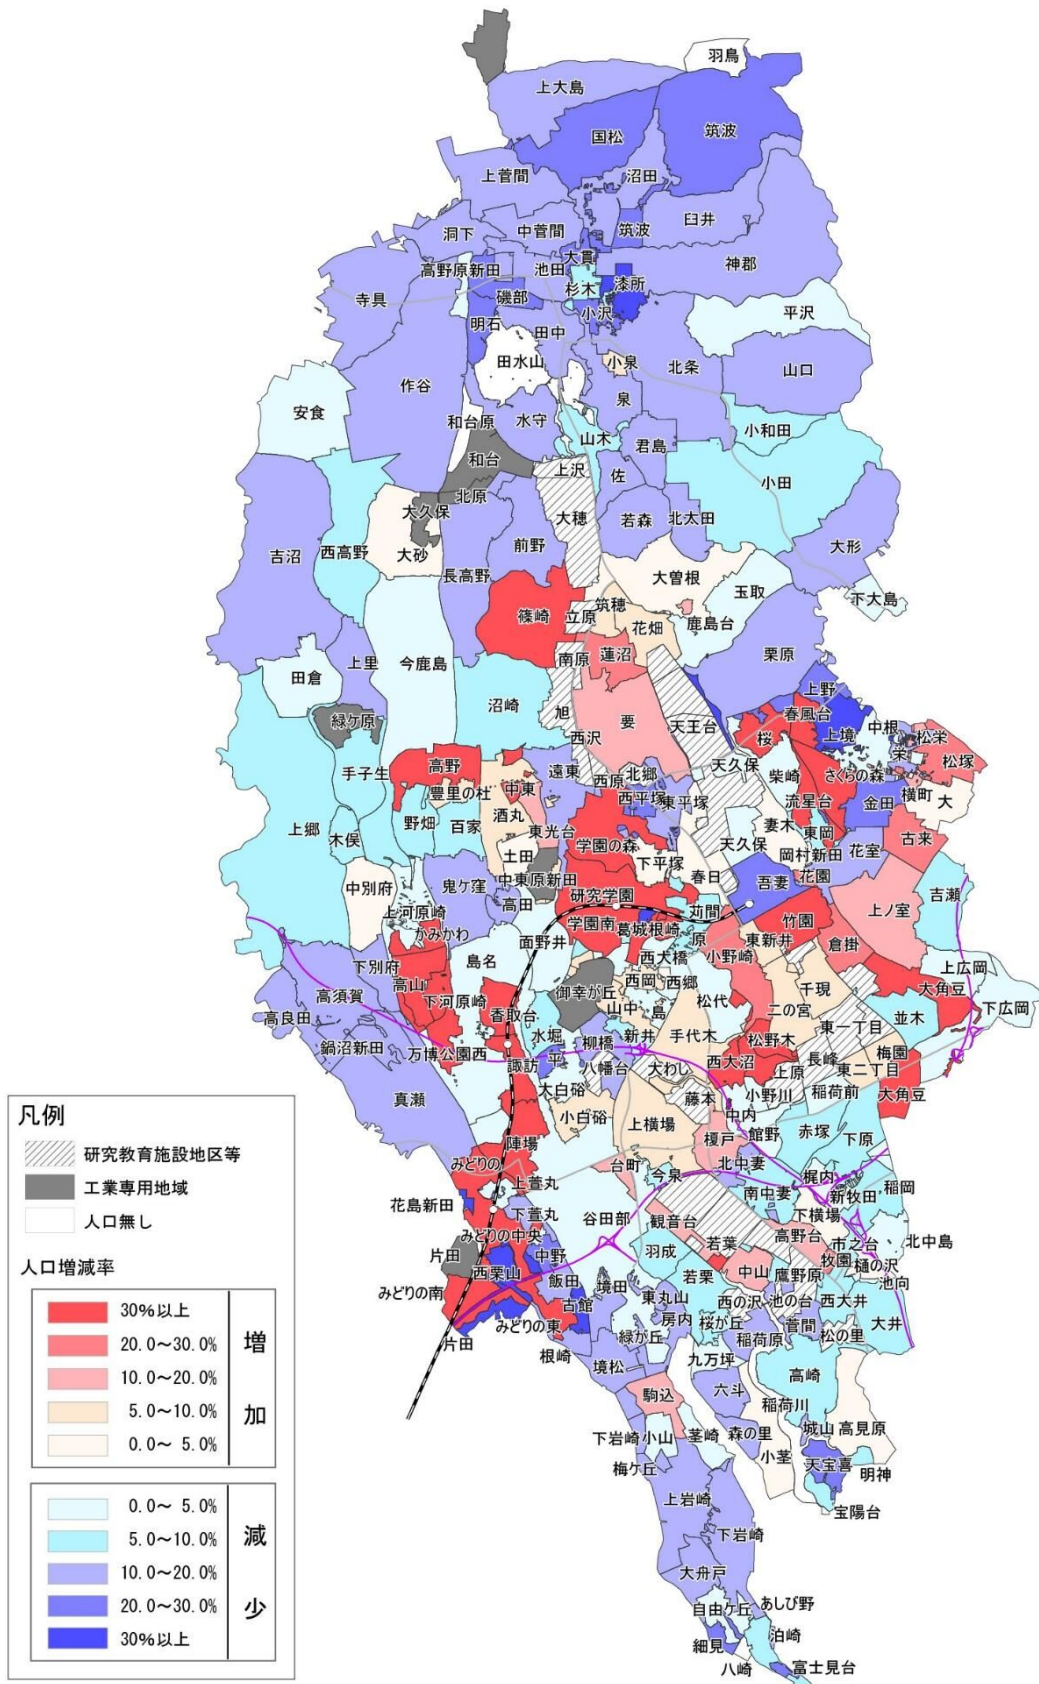 羽鳥
上大島
国松
筑波
上菅間
沼田
臼井
洞下
中菅間
筑波
大貫
高野原新田
池田
神郡
寺具
磯部
杉木
漆所
明石
小沢
平沢
田中
田水山
小泉
北条
山口
作谷
泉
安食
和台原
水守
山木
君島
小和田
和台
上沢
佐
小田
北原
大久保
大穂
若森
北太田
吉沼
西高野
大砂
前野
大形
長高野
大曽根
玉取
下大島
篠崎
立原
筑穂
花畑
鹿島台
上里
今鹿島
南原
蓮沼
栗原
田倉
沼崎
旭
要
上野
緑ケ原
天王台
桜
春風台
上境
中根
松栄
栄
松塚
西沢
手子生
高野
遠東
西原
北郷
天久保
柴崎
さくらの森
豊里の杜
中東
西平塚
東平塚
流星台
金田
横町
大
上郷
木俣
野畑
百家
酒丸
東光台
学園の森
天久保
妻木
東岡
古来
土田
下平塚
岡村新田
花室
中別府
鬼ケ窪
中東原新田
春日
吾妻
花園
吉瀬
高田
研究学園
苅間
上河原崎
かみかわ
面野井
学園南
葛城根崎
原
竹園
上ノ室
下別府
島名
西大橋
小野崎
東新井
倉掛
上広岡
高須賀
高山
下河原崎
御幸が丘
西岡
西郷
松代
千現
大角豆
下広岡
香取台
山中
島
二の宮
並木
高良田
水堀
新井
手代木
東一丁目
鍋沼新田
万博公園西
柳橋
西大沼
松野木
長峰
梅園
諏訪
平
八幡台
大わし
上原
東二丁目
真瀬
大白硲
藤本
小野川
稲荷前
大角豆
小白硲
上横場
中内
陣場
榎戸
館野
赤塚
下原
みどりの
台町
今泉
北中妻
上萱丸
梶内
花島新田
下萱丸
谷田部
南中妻
新牧田
稲岡
みどりの中央
観音台
下横場
片田
中野
羽成
若葉
高野台
市之台
北中島
西栗山
飯田
中山
牧園
樋の沢
みどりの南
境田
若栗
鷹野原
池向
古館
東丸山
西の沢
池の台
西大井
みどりの東
房内
桜が丘
菅間
大井
片田
緑が丘
稲荷原
松の里
根崎
境松
九万坪
高崎
駒込
六斗
稲荷川
下岩崎
小山
茎崎
森の里
城山
高見原
梅ケ丘
小茎
天宝喜
明神
上岩崎
宝陽台
下岩崎
大舟戸
自由ケ丘
あしび野
細見
泊崎
八崎
富士見台
凡例
研究教育施設地区等
工業専用地域
人口無し
人口増減率
30%以上
20.0～30.0%
10.0～20.0%
5.0～10.0%
0.0～ 5.0%
増加
0.0～ 5.0%
5.0～10.0%
10.0～20.0%
20.0～30.0%
30%以上
減少